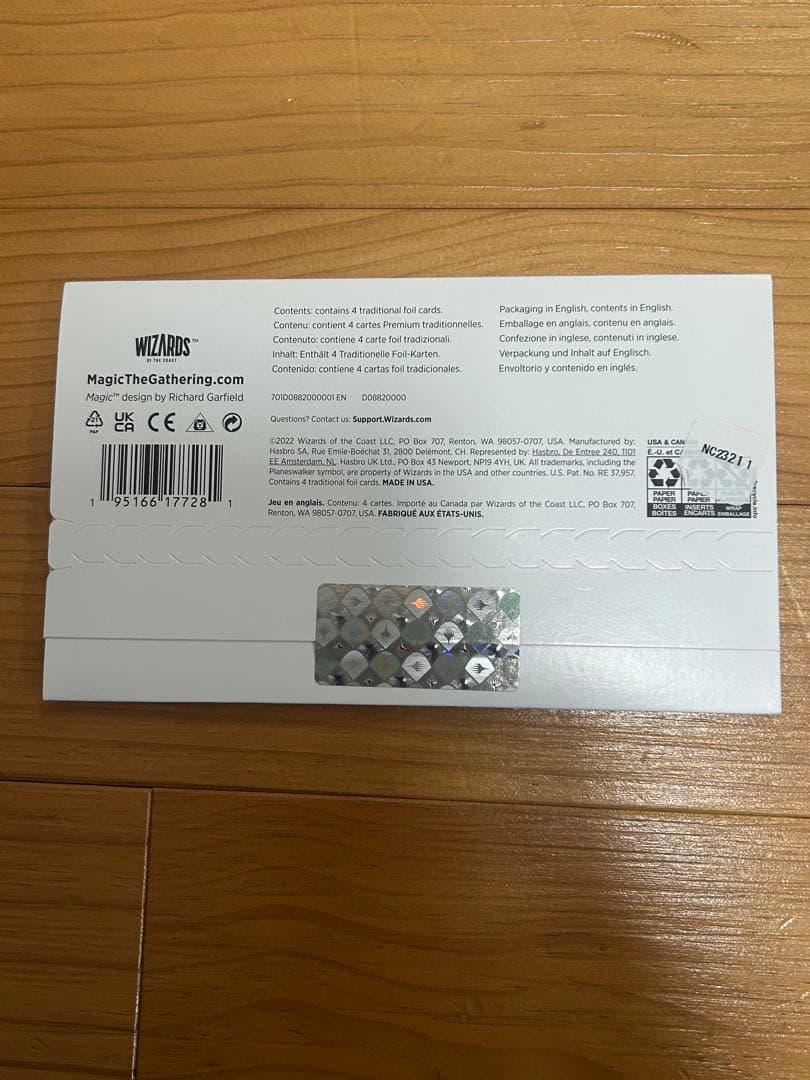 WIZARDS™
OF THE COAST
MagicTheGathering.com
Magic™ design by Richard Garfield
21
PAP
UK
CA
CE
1 95166 17728 1
Contents: contains 4 traditional foil cards.
Contenu: contient 4 cartes Premium traditionnelles.
Contenuto: contiene 4 carte foil tradizionali.
Inhalt: Enthält 4 Traditionelle Foil-Karten.
Contenido: contiene 4 cartas foil tradicionales.
Packaging in English, contents in English.
Emballage en anglais, contenu en anglais.
Confezione in inglese, contenuti in inglese.
Verpackung und Inhalt auf Englisch.
Envoltorio y contenido en inglés.
701D0882000001 EN D08820000
Questions? Contact us: Support.Wizards.com
©2022 Wizards of the Coast LLC, PO Box 707, Renton, WA 98057-0707, USA. Manufactured by:
Hasbro SA, Rue Emile-Boéchat 31, 2800 Delémont, CH. Represented by: Hasbro, De Entree 240, 1101
EE Amsterdam, NL. Hasbro UK Ltd., PO Box 43 Newport, NP19 4YH, UK. All trademarks, including the
Planeswalker symbol, are property of Wizards in the USA and other countries. U.S. Pat. No. RE 37,957.
Contains 4 traditional foil cards. MADE IN USA.
Jeu en anglais. Contenu: 4 cartes. Importé au Canada par Wizards of the Coast LLC, PO Box 707,
Renton, WA 98057-0707, USA. FABRIQUÉ AUX ÉTATS-UNIS.
USA & CAN
É.-U. et
NC23211
PAPER
PAPIER
BOXES
BOÎTES
INSERTS
ENCARTS
WRAP
EMBALLAGE